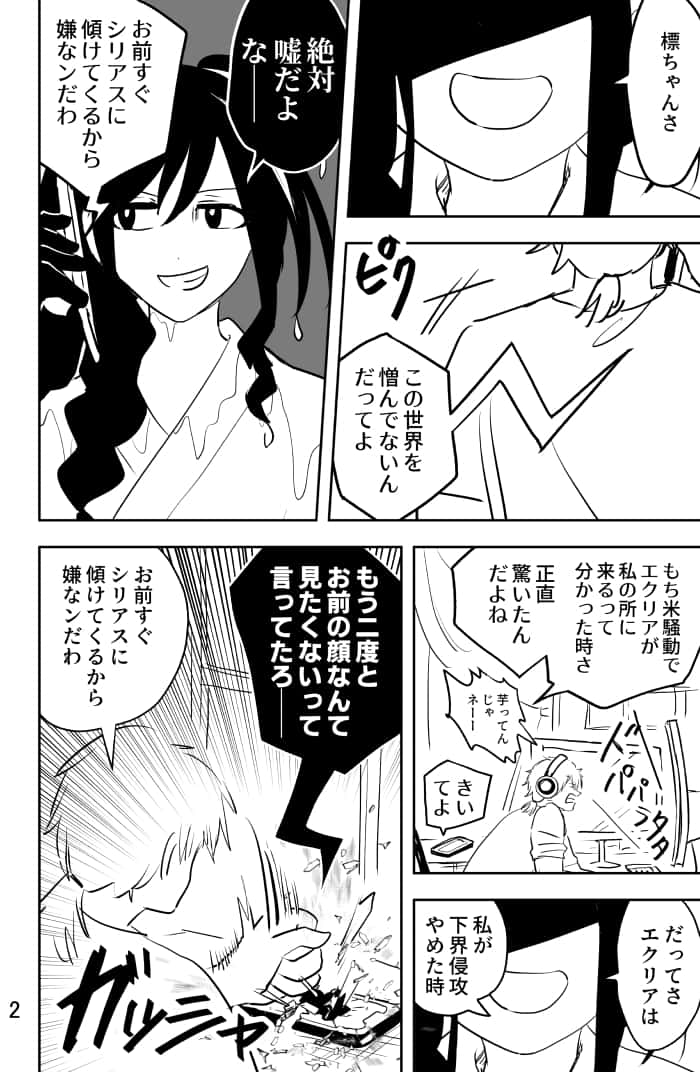 標ちゃんさ
ピク
この世界を
憎んでないん
だってよ
絶対
嘘だよ
な――
お前すぐ
シリアスに
傾けてくるから
嫌なンだわ
もち米騒動で
エクリアが
私の所に
来るって
分かった時さ
正直
驚いたん
だよね
芋ってん
じゃ
ネーー
きい
てよ
ズデ
パパ
ラタタ
だってさ
エクリアは
私が
下界侵攻
やめた時
もう二度と
お前の顔なんて
見たくないって
言ってたろ――
お前すぐ
シリアスに
傾けてくるから
嫌なンだわ
ガッシャ
2